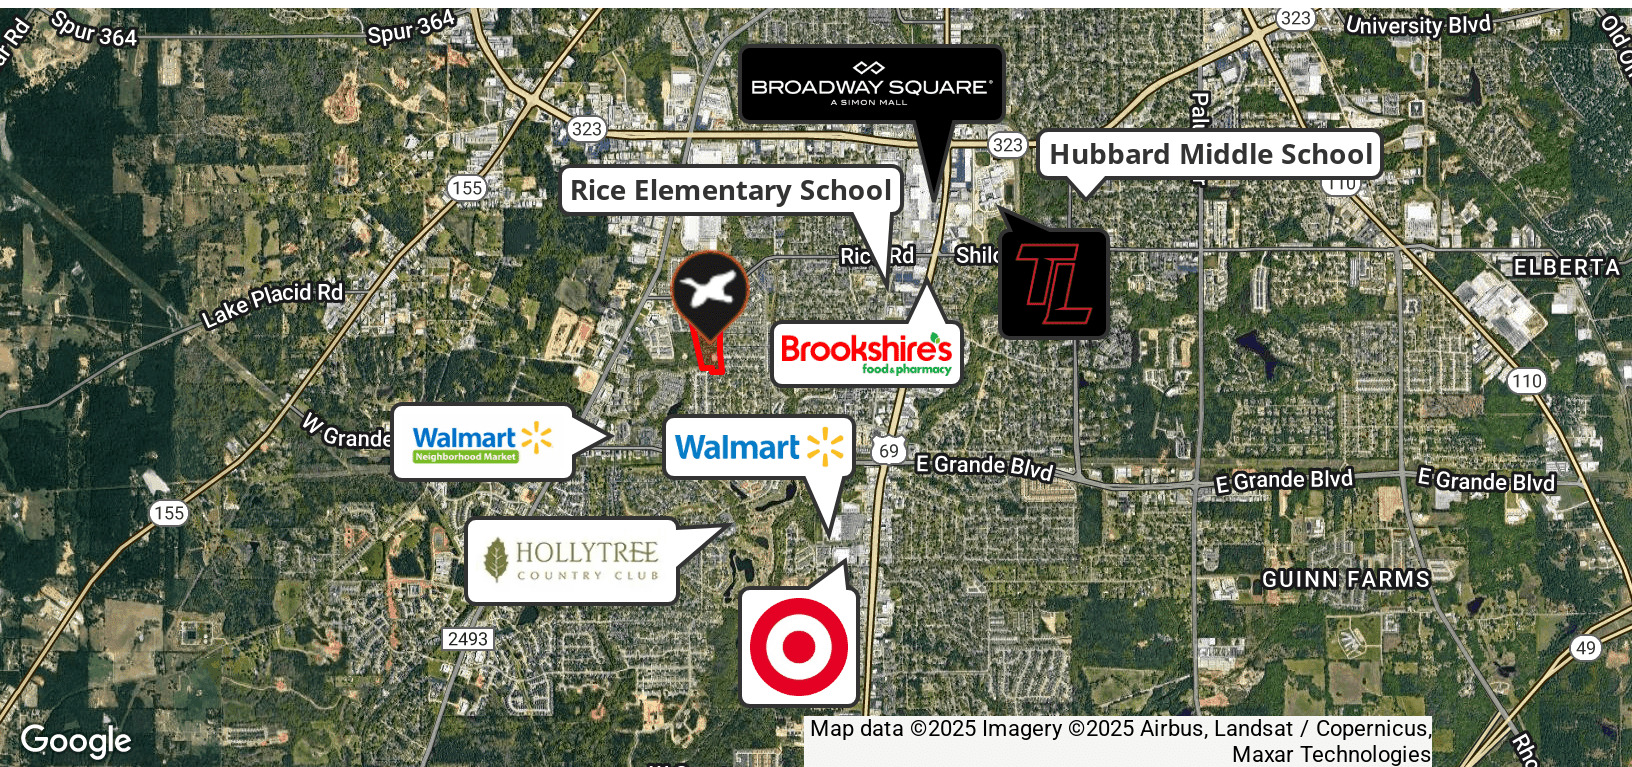 Spur 364
Spur 364
323
University Blvd
BROADWAY SQUARE®
A SIMON MALL
323
323
Hubbard Middle School
155
Rice Elementary School
110
Rd
ELBERTA
Lake Placid Rd
TL
Brookshire's
food & pharmacy
110
W Grande
Walmart
Neighborhood Market
Walmart
69
E Grande Blvd
E Grande Blvd
E Grande Blvd
155
HOLLYTREE
COUNTRY CLUB
GUINN FARMS
2493
49
Google
Map data ©2025 Imagery ©2025 Airbus, Landsat / Copernicus,
Maxar Technologies